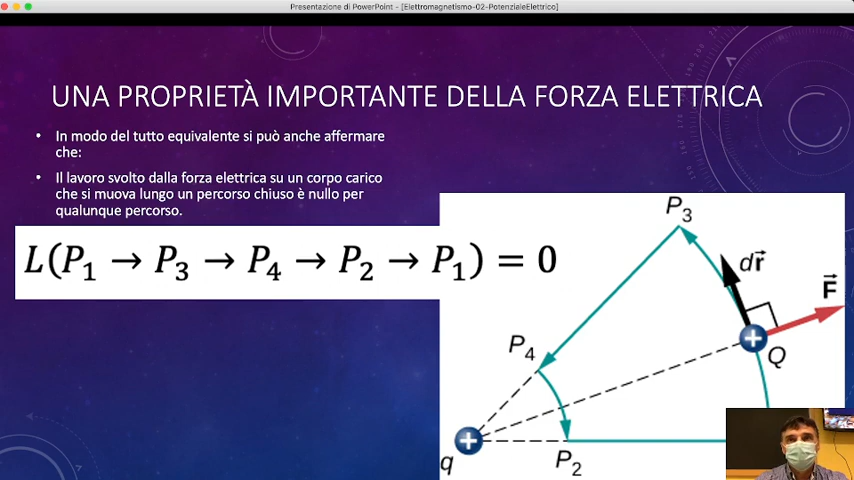 Presentazione di PowerPoint - [Elettromagnetismo-02-PotenzialeElettrico]
UNA PROPRIETÀ IMPORTANTE DELLA FORZA ELETTRICA
• In modo del tutto equivalente si può anche affermare
che:
• Il lavoro svolto dalla forza elettrica su un corpo carico
che si muova lungo un percorso chiuso è nullo per
qualunque percorso.
L(P₁ → P₃ → P₄ → P₂ → P₁) = 0
P₃
dr⃗
F⃗
P₄
Q
q
P₂